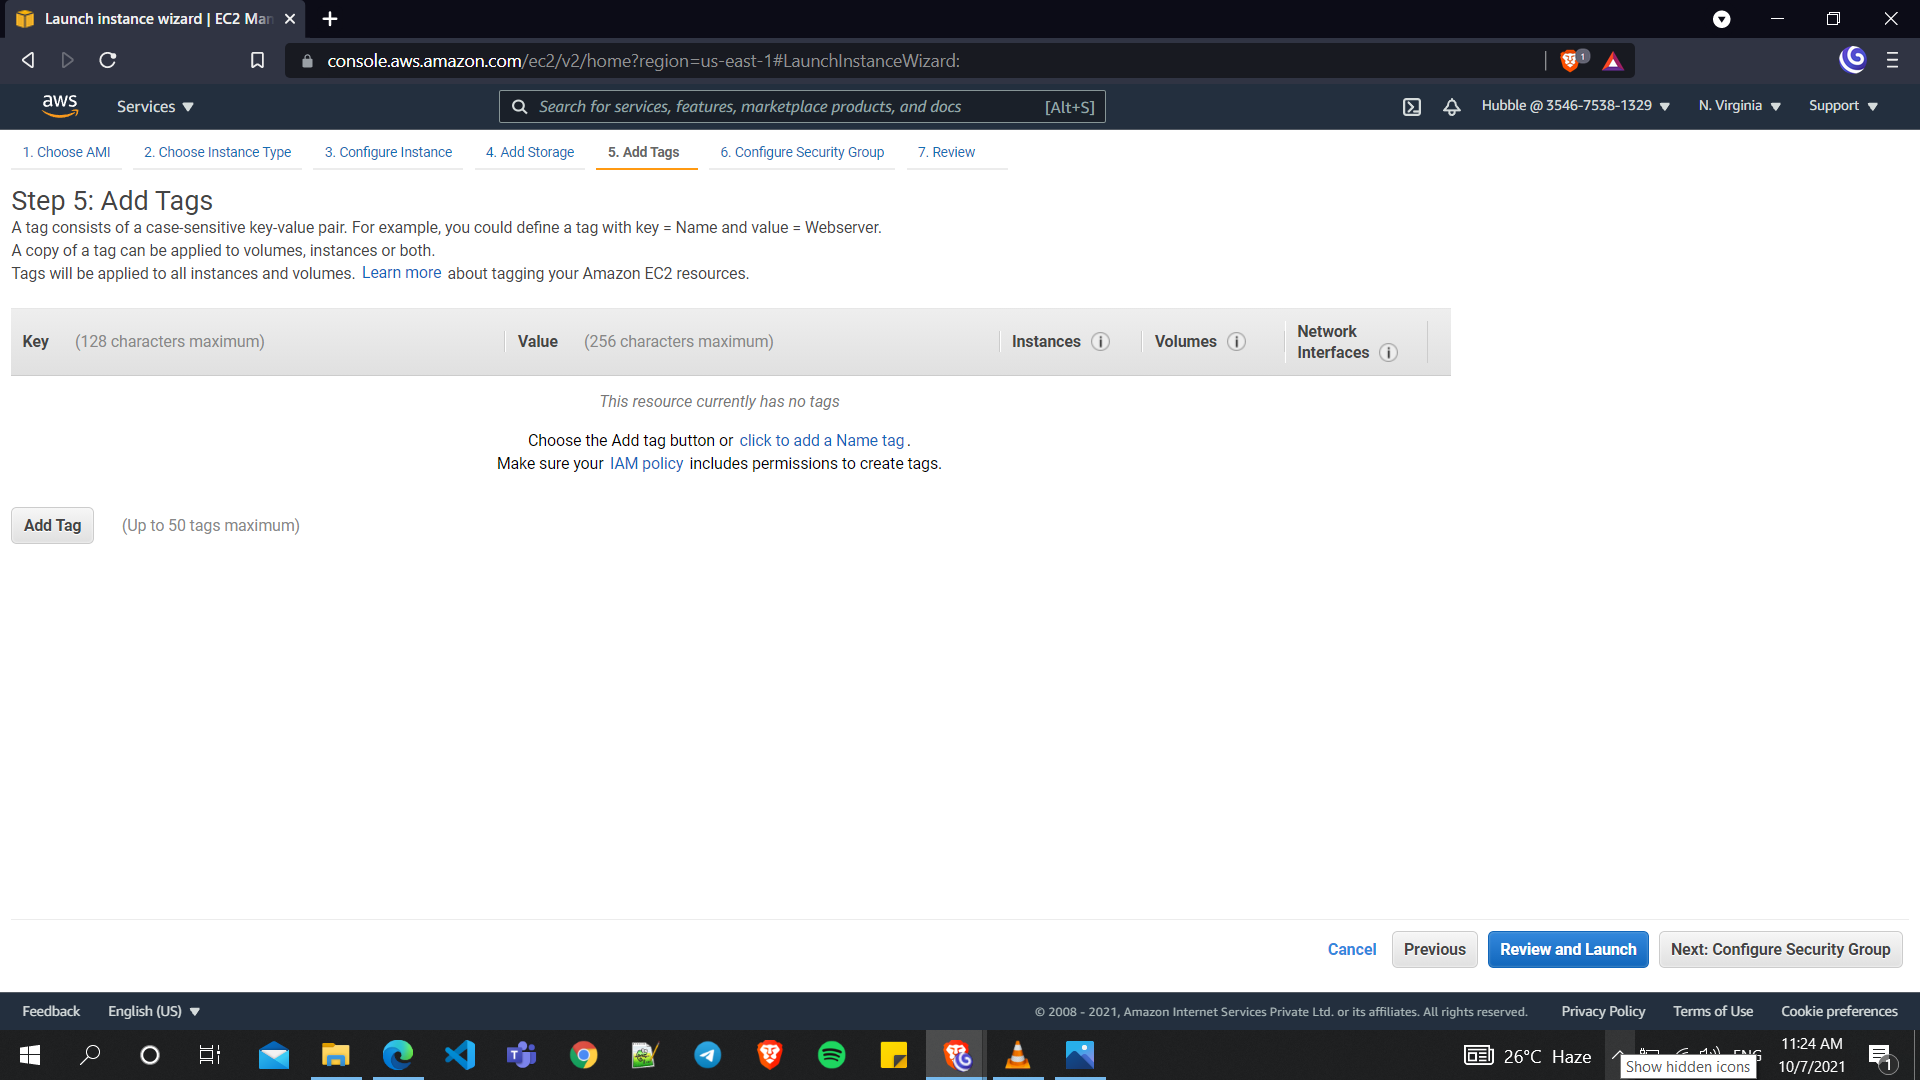 Launch instance wizard | EC2 Man
console.aws.amazon.com/ec2/v2/home?region=us-east-1#LaunchInstanceWizard:
1
aws
Services
Search for services, features, marketplace products, and docs
[Alt+S]
Hubble @ 3546-7538-1329
N. Virginia
Support
1. Choose AMI
2. Choose Instance Type
3. Configure Instance
4. Add Storage
5. Add Tags
6. Configure Security Group
7. Review
Step 5: Add Tags
A tag consists of a case-sensitive key-value pair. For example, you could define a tag with key = Name and value = Webserver.
A copy of a tag can be applied to volumes, instances or both.
Tags will be applied to all instances and volumes. Learn more about tagging your Amazon EC2 resources.
Key (128 characters maximum)
Value (256 characters maximum)
Instances
Volumes
Network
Interfaces
This resource currently has no tags
Choose the Add tag button or click to add a Name tag.
Make sure your IAM policy includes permissions to create tags.
Add Tag
(Up to 50 tags maximum)
Cancel
Previous
Review and Launch
Next: Configure Security Group
Feedback
English (US)
© 2008 - 2021, Amazon Internet Services Private Ltd. or its affiliates. All rights reserved.
Privacy Policy
Terms of Use
Cookie preferences
26°C Haze
ENG
11:24 AM
10/7/2021
1
Show hidden icons